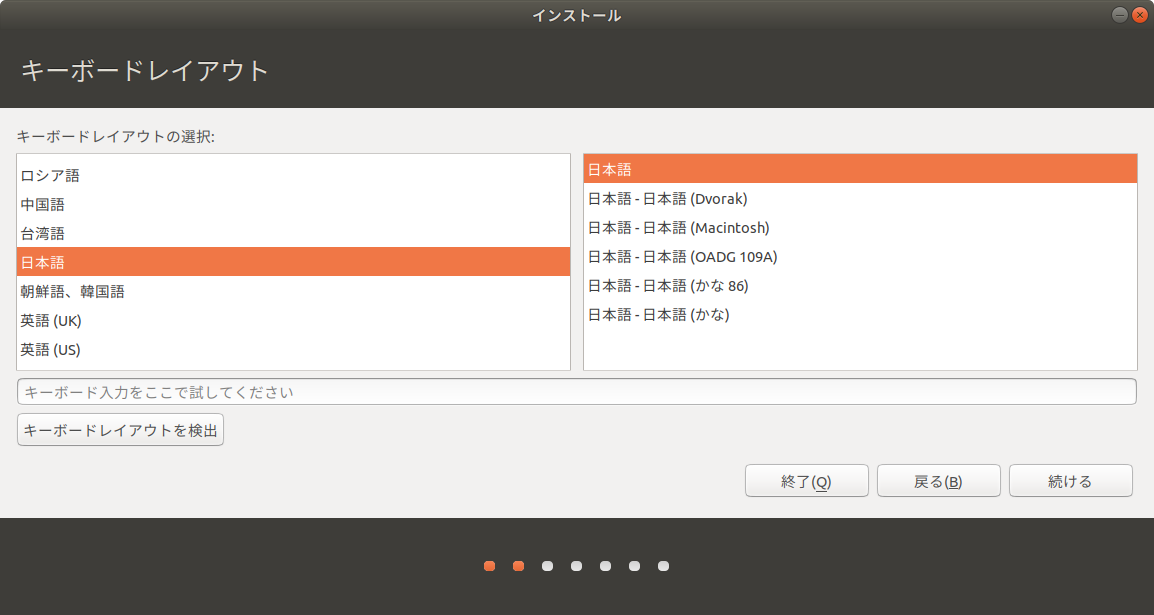 インストール
キーボードレイアウト
キーボードレイアウトの選択:
ロシア語
中国語
台湾語
日本語
朝鮮語、韓国語
英語 (UK)
英語 (US)
日本語
日本語 - 日本語 (Dvorak)
日本語 - 日本語 (Macintosh)
日本語 - 日本語 (OADG 109A)
日本語 - 日本語 (かな 86)
日本語 - 日本語 (かな)
キーボード入力をここで試してください
キーボードレイアウトを検出
終了(Q) 戻る(B) 続ける